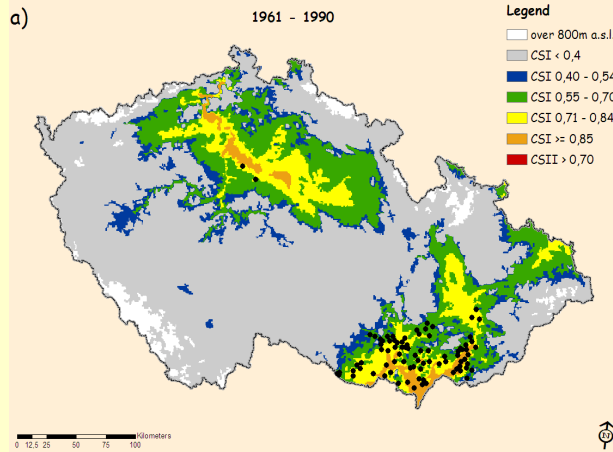 a)
1961 - 1990
Legend
over 800m a.s.l.
CSI < 0,4
CSI 0,40 - 0,54
CSI 0,55 - 0,70
CSI 0,71 - 0,84
CSI >= 0,85
CSII > 0,70
Kilometers
0 12,5 25 50 75 100
N